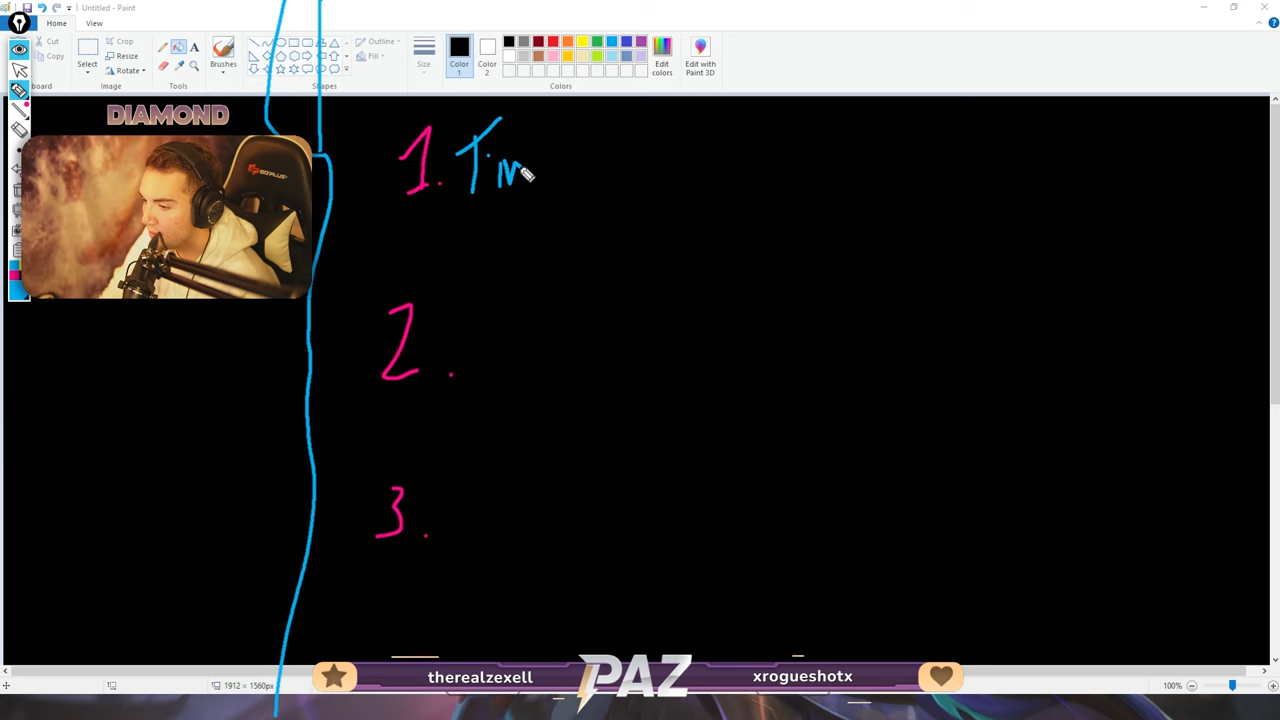 Untitled - Paint
Home View
Cut
Copy
board
Select
Crop
Resize
Rotate
Image
Tools
Brushes
Shapes
Outline
Fill
Size
Color 1
Color 2
Edit colors
Edit with Paint 3D
Colors
DIAMOND
1. Tim
2.
3.
therealzexell PAZ xrogueshotx
1912 × 1560px 100%